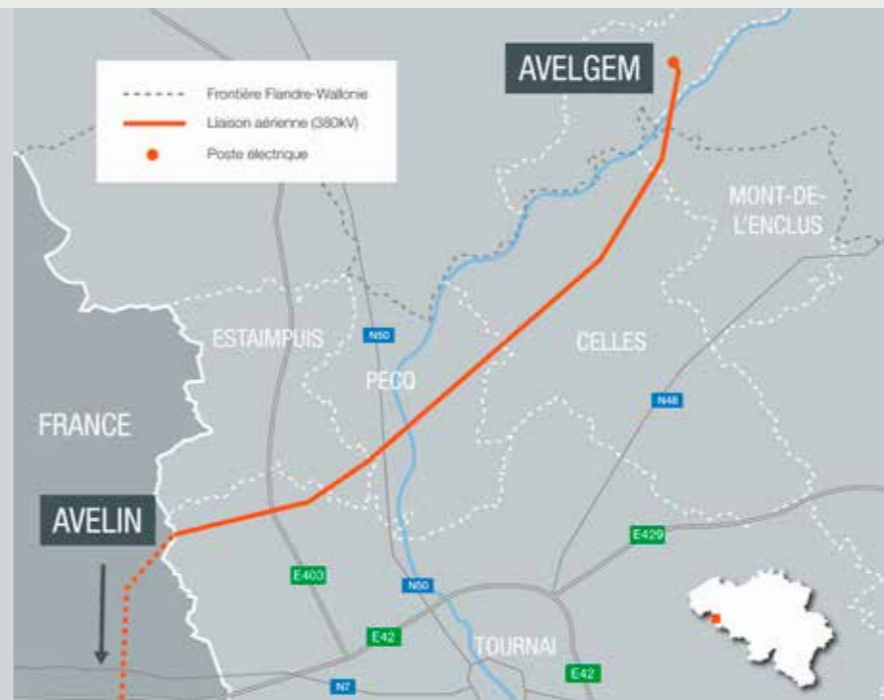 AVELGEM
Frontière Flandre-Wallonie
Liaison aérienne (380kV)
Poste électrique
MONT-DE-
L'ENCLUS
ESTAIMPUIS
N50
CELLES
PECQ
N48
FRANCE
AVELIN
E429
E403
N50
E42
TOURNAI
E42
N7